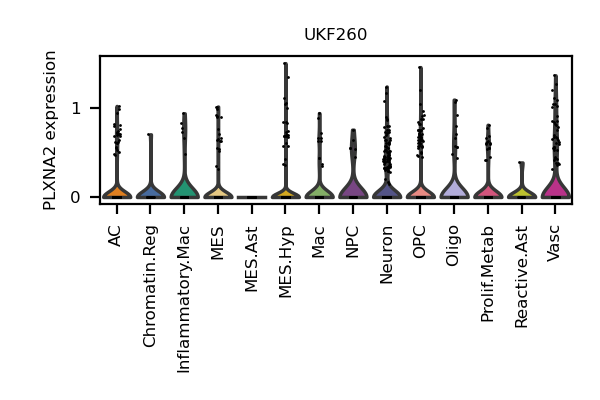 UKF260
PLXNA2 expression
1
0
AC
Chromatin.Reg
Inflammatory.Mac
MES
MES.Ast
MES.Hyp
Mac
NPC
Neuron
OPC
Oligo
Prolif.Metab
Reactive.Ast
Vasc